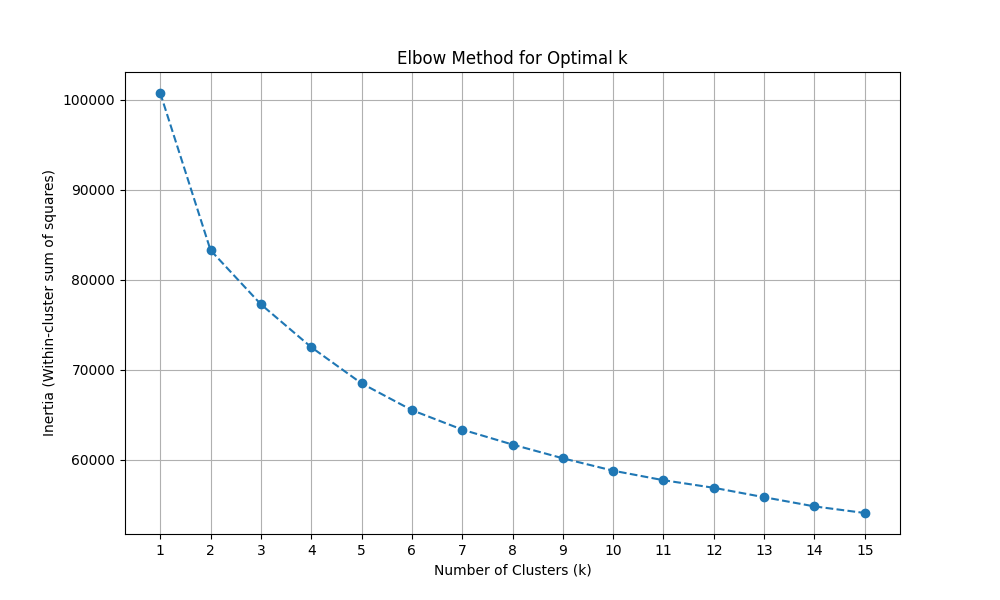 Elbow Method for Optimal k
Inertia (Within-cluster sum of squares)
100000
90000
80000
70000
60000
1 2 3 4 5 6 7 8 9 10 11 12 13 14 15
Number of Clusters (k)